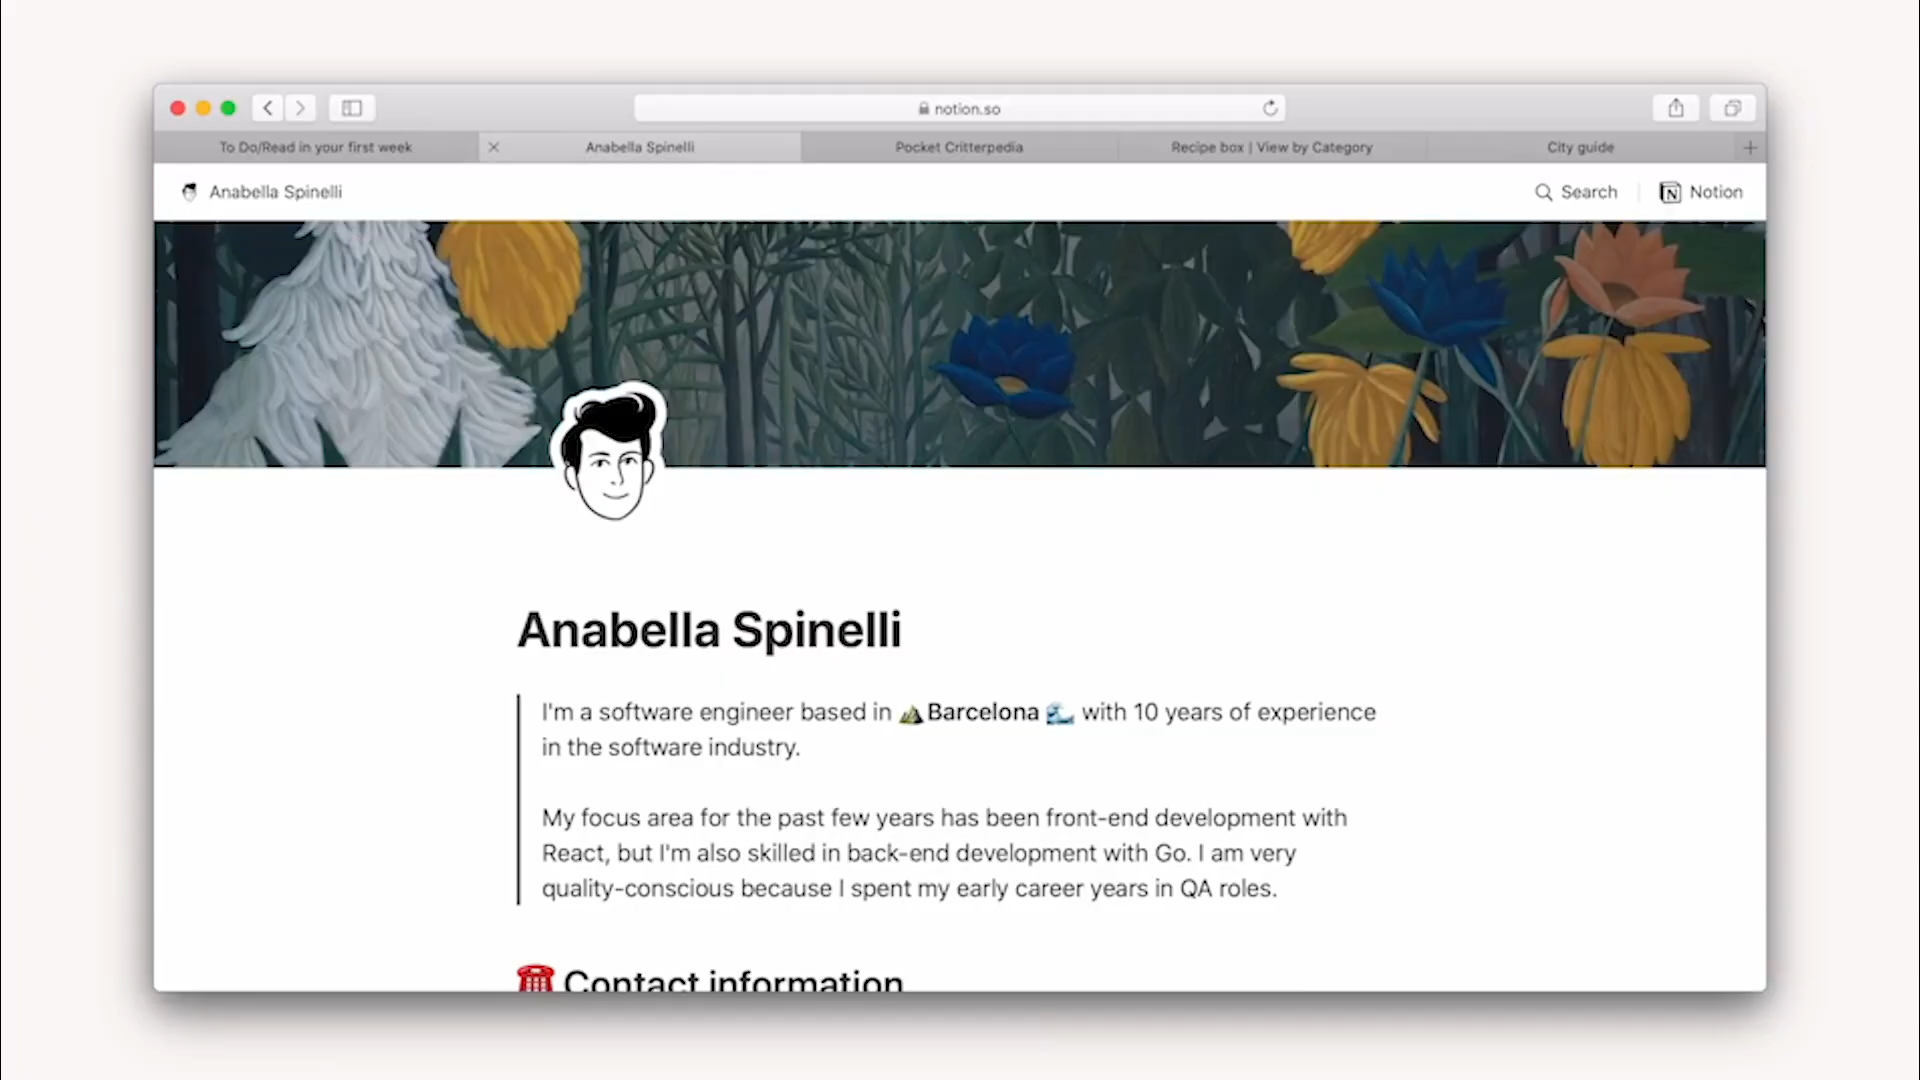 notion.so
To Do/Read in your first week
Anabella Spinelli
Pocket Critterpedia
Recipe box | View by Category
City guide
Anabella Spinelli
Search
Notion
Anabella Spinelli
I'm a software engineer based in ⛰️Barcelona 🌊 with 10 years of experience
in the software industry.
My focus area for the past few years has been front-end development with
React, but I'm also skilled in back-end development with Go. I am very
quality-conscious because I spent my early career years in QA roles.
☎️ Contact information